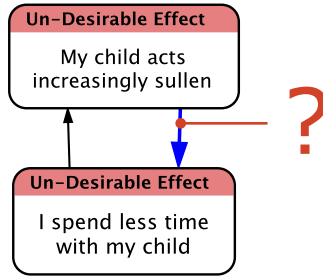 Un-Desirable Effect
My child acts
increasingly sullen
?
Un-Desirable Effect
I spend less time
with my child